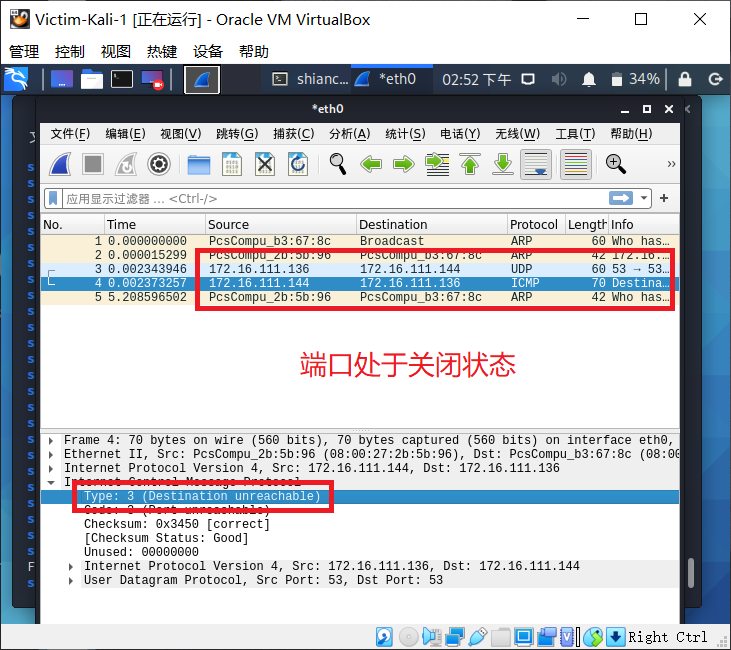 Victim-Kali-1 [正在运行] - Oracle VM VirtualBox
管理 控制 视图 热键 设备 帮助
shianc... *eth0 02:52 下午 34%
*eth0
文件(F) 编辑(E) 视图(V) 跳转(G) 捕获(C) 分析(A) 统计(S) 电话(Y) 无线(W) 工具(T) 帮助(H)
应用显示过滤器 … <Ctrl-/>
No. Time Source Destination Protocol Length Info
1 0.000000000 PcsCompu_b3:67:8c Broadcast ARP 60 Who has…
2 0.000015299 PcsCompu_2b:5b:96 PcsCompu_b3:67:8c ARP 42 172.16.…
3 0.002343946 172.16.111.136 172.16.111.144 UDP 60 53 → 53…
4 0.002373257 172.16.111.144 172.16.111.136 ICMP 70 Destina…
5 5.208596502 PcsCompu_2b:5b:96 PcsCompu_b3:67:8c ARP 42 Who has…
端口处于关闭状态
Frame 4: 70 bytes on wire (560 bits), 70 bytes captured (560 bits) on interface eth0,
Ethernet II, Src: PcsCompu_2b:5b:96 (08:00:27:2b:5b:96), Dst: PcsCompu_b3:67:8c (08:00
Internet Protocol Version 4, Src: 172.16.111.144, Dst: 172.16.111.136
Internet Control Message Protocol
Type: 3 (Destination unreachable)
Code: 3 (Port unreachable)
Checksum: 0x3450 [correct]
[Checksum Status: Good]
Unused: 00000000
Internet Protocol Version 4, Src: 172.16.111.136, Dst: 172.16.111.144
User Datagram Protocol, Src Port: 53, Dst Port: 53
Right Ctrl